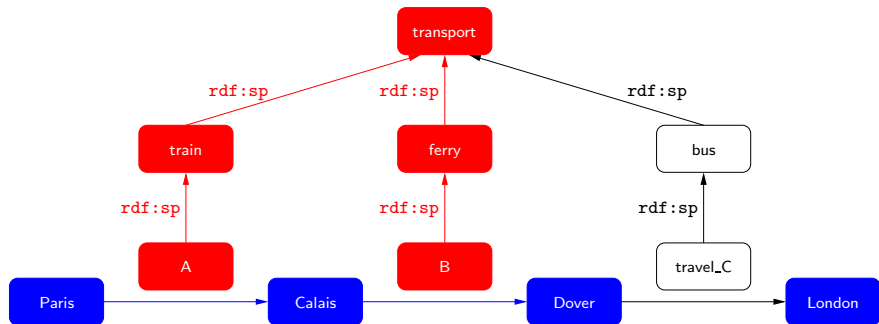 transport
rdf:sp rdf:sp rdf:sp
train ferry bus
rdf:sp rdf:sp rdf:sp
A B travel_C
Paris Calais Dover London